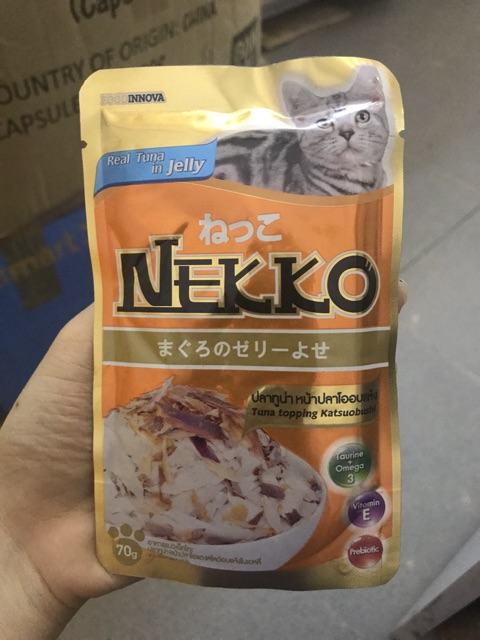 (Caps
COUNTRY OF ORIGIN: CHINA
CAPSULE
FOODINNOVA
Real Tuna
in Jelly
ねっこ
NEKKO
まぐろのゼリーよせ
ปลาทูน่า หน้าปลาโออบแห้ง
Tuna topping Katsuobushi
Taurine
+
Omega
3
Vitamin
E
Prebiotic
70g